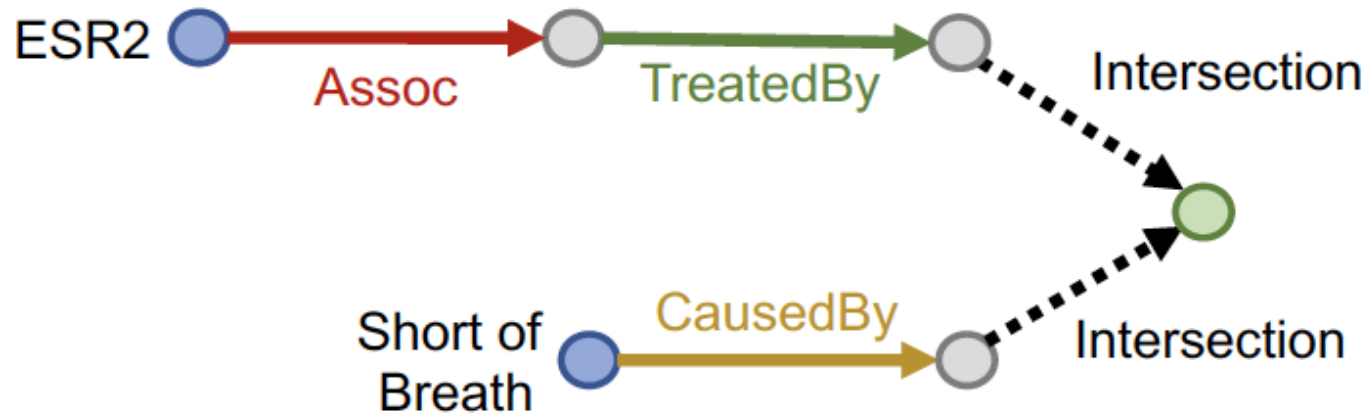 ESR2
Assoc
TreatedBy
Intersection
Short of
Breath
CausedBy
Intersection